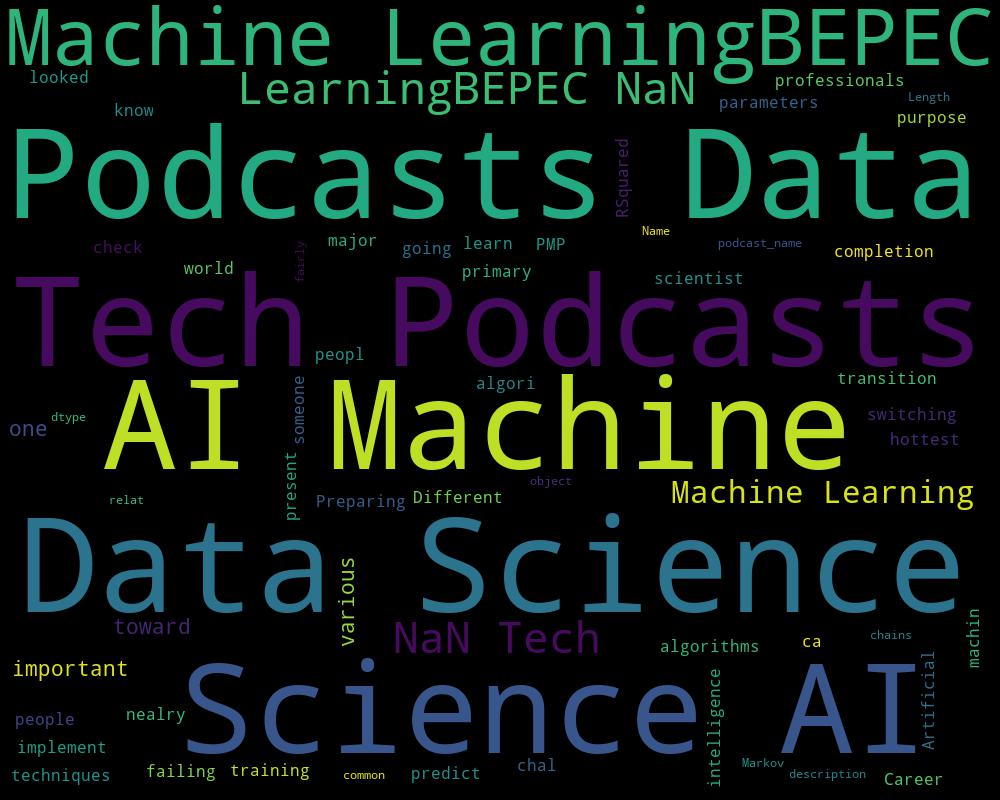 Machine LearningBEPEC
looked
LearningBEPEC NaN
professionals
know
parameters
Length
purpose
Podcasts Data
RSquared
Name
check
fairly
major
going
learn
PMP
podcast_name
completion
world
primary
scientist
Tech Podcasts
peopl
someone
algori
transition
AI Machine
one
dtype
switching
hottest
present
object
relat
Preparing
Different
Machine Learning
Data Science
various
toward
NaN Tech
algorithms
ca
chains
machin
important
Science AI
Artificial
intelligence
people
nealry
implement
techniques
failing
training
common
predict
chal
Markov
description
Career